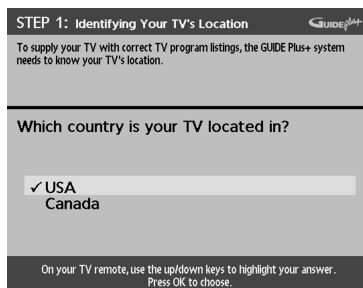 STEP 1: Identifying Your TV's Location
GUIDE Plus+
To supply your TV with correct TV program listings, the GUIDE Plus+ system
needs to know your TV's location.
Which country is your TV located in?
✓ USA
Canada
On your TV remote, use the up/down keys to highlight your answer.
Press OK to choose.